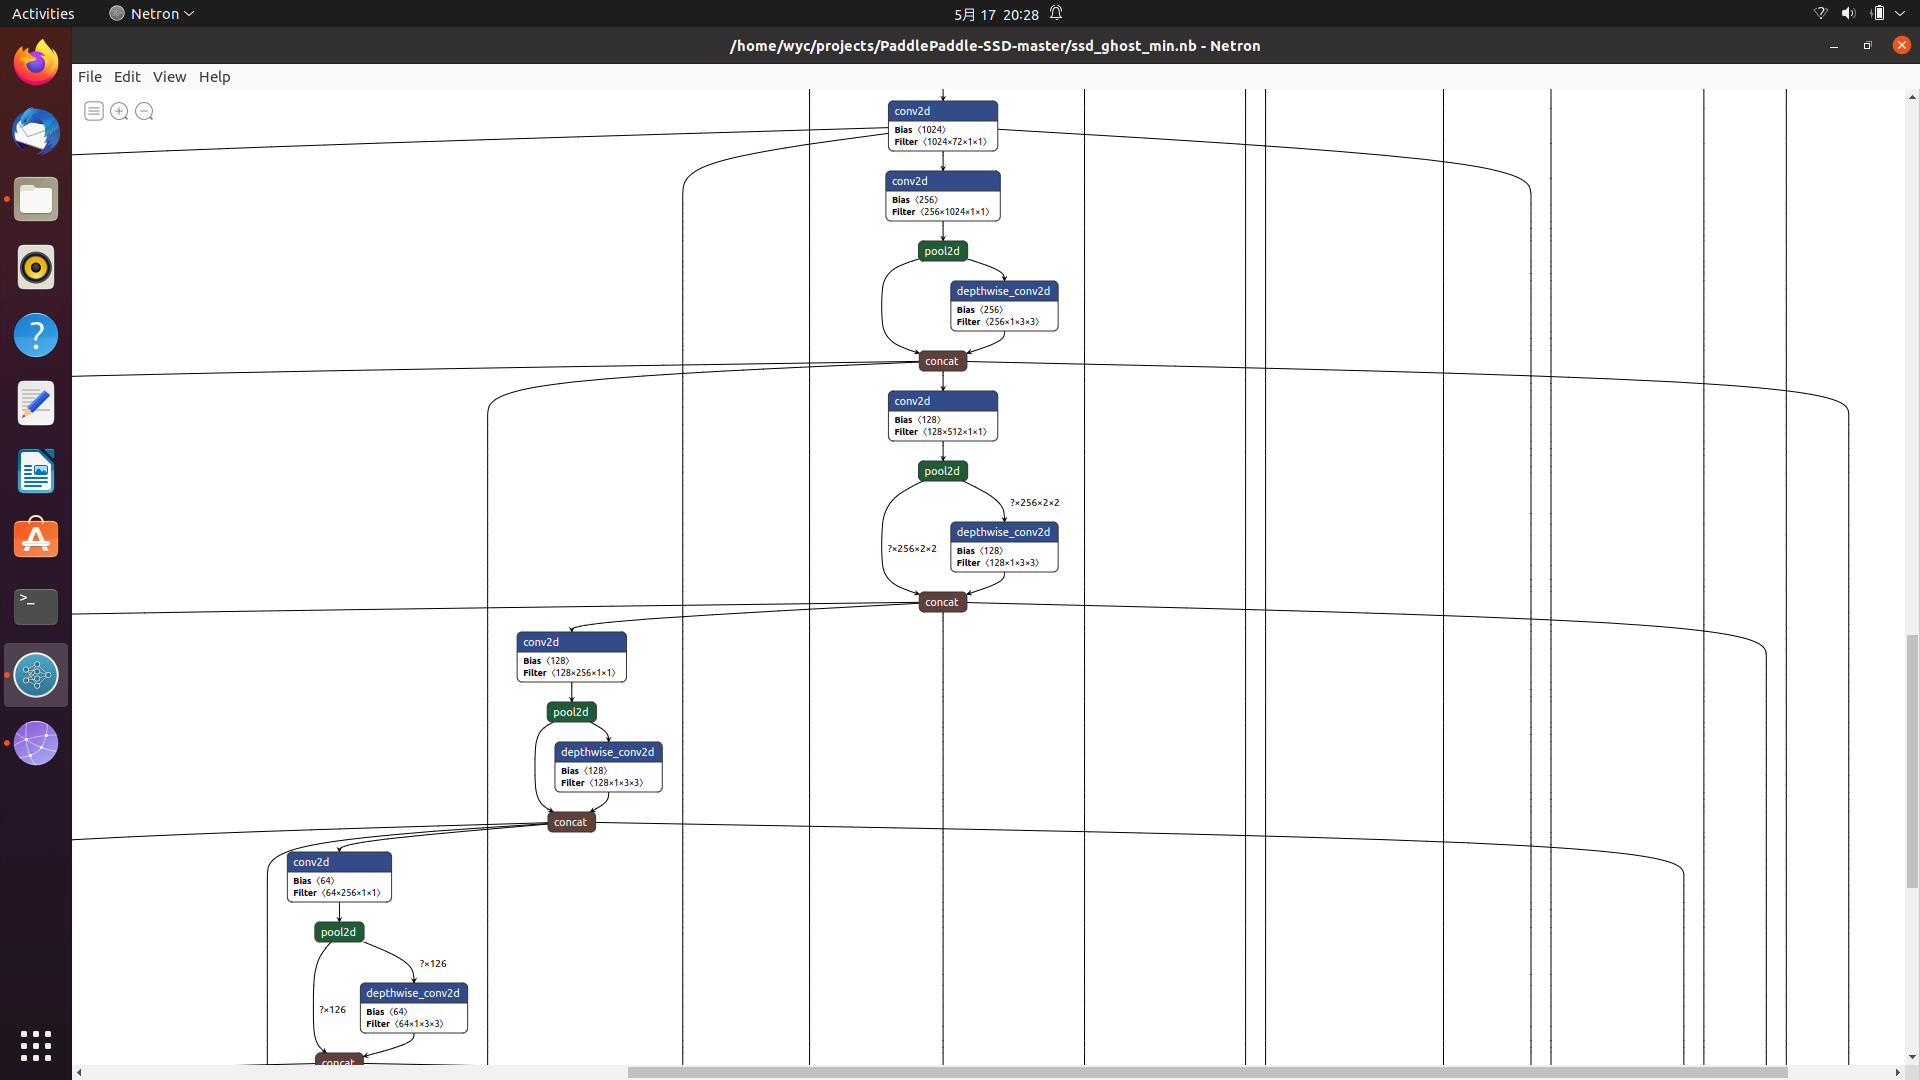 Activities
Netron
5月 17 20:28
/home/wyc/projects/PaddlePaddle-SSD-master/ssd_ghost_min.nb - Netron
File Edit View Help
conv2d
Bias ⟨1024⟩
Filter ⟨1024×72×1×1⟩
conv2d
Bias ⟨256⟩
Filter ⟨256×1024×1×1⟩
pool2d
depthwise_conv2d
Bias ⟨256⟩
Filter ⟨256×1×3×3⟩
concat
conv2d
Bias ⟨128⟩
Filter ⟨128×512×1×1⟩
pool2d
?×256×2×2
depthwise_conv2d
?×256×2×2
Bias ⟨128⟩
Filter ⟨128×1×3×3⟩
concat
conv2d
Bias ⟨128⟩
Filter ⟨128×256×1×1⟩
pool2d
depthwise_conv2d
Bias ⟨128⟩
Filter ⟨128×1×3×3⟩
concat
conv2d
Bias ⟨64⟩
Filter ⟨64×256×1×1⟩
pool2d
?×126
depthwise_conv2d
?×126
Bias ⟨64⟩
Filter ⟨64×1×3×3⟩
concat